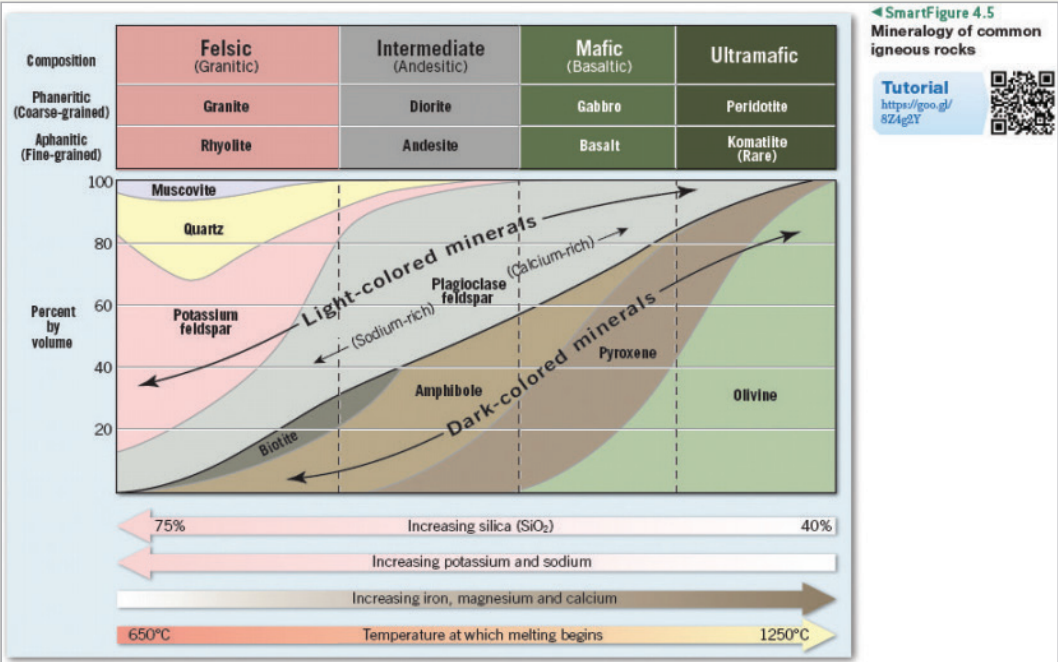 ◄ SmartFigure 4.5
Mineralogy of common
igneous rocks
Tutorial
https://goo.gl/
8Z4g2Y
Composition
Felsic
(Granitic)
Intermediate
(Andesitic)
Mafic
(Basaltic)
Ultramafic
Phaneritic
(Coarse-grained)
Granite
Diorite
Gabbro
Peridotite
Aphanitic
(Fine-grained)
Rhyolite
Andesite
Basalt
Komatiite
(Rare)
Percent
by
volume
100
80
60
40
20
Muscovite
Quartz
Potassium
feldspar
Light-colored minerals
(Calcium-rich)
Plagioclase
feldspar
(Sodium-rich)
Dark-colored minerals
Pyroxene
Amphibole
Olivine
Biotite
75% Increasing silica (SiO₂) 40%
Increasing potassium and sodium
Increasing iron, magnesium and calcium
650°C Temperature at which melting begins 1250°C